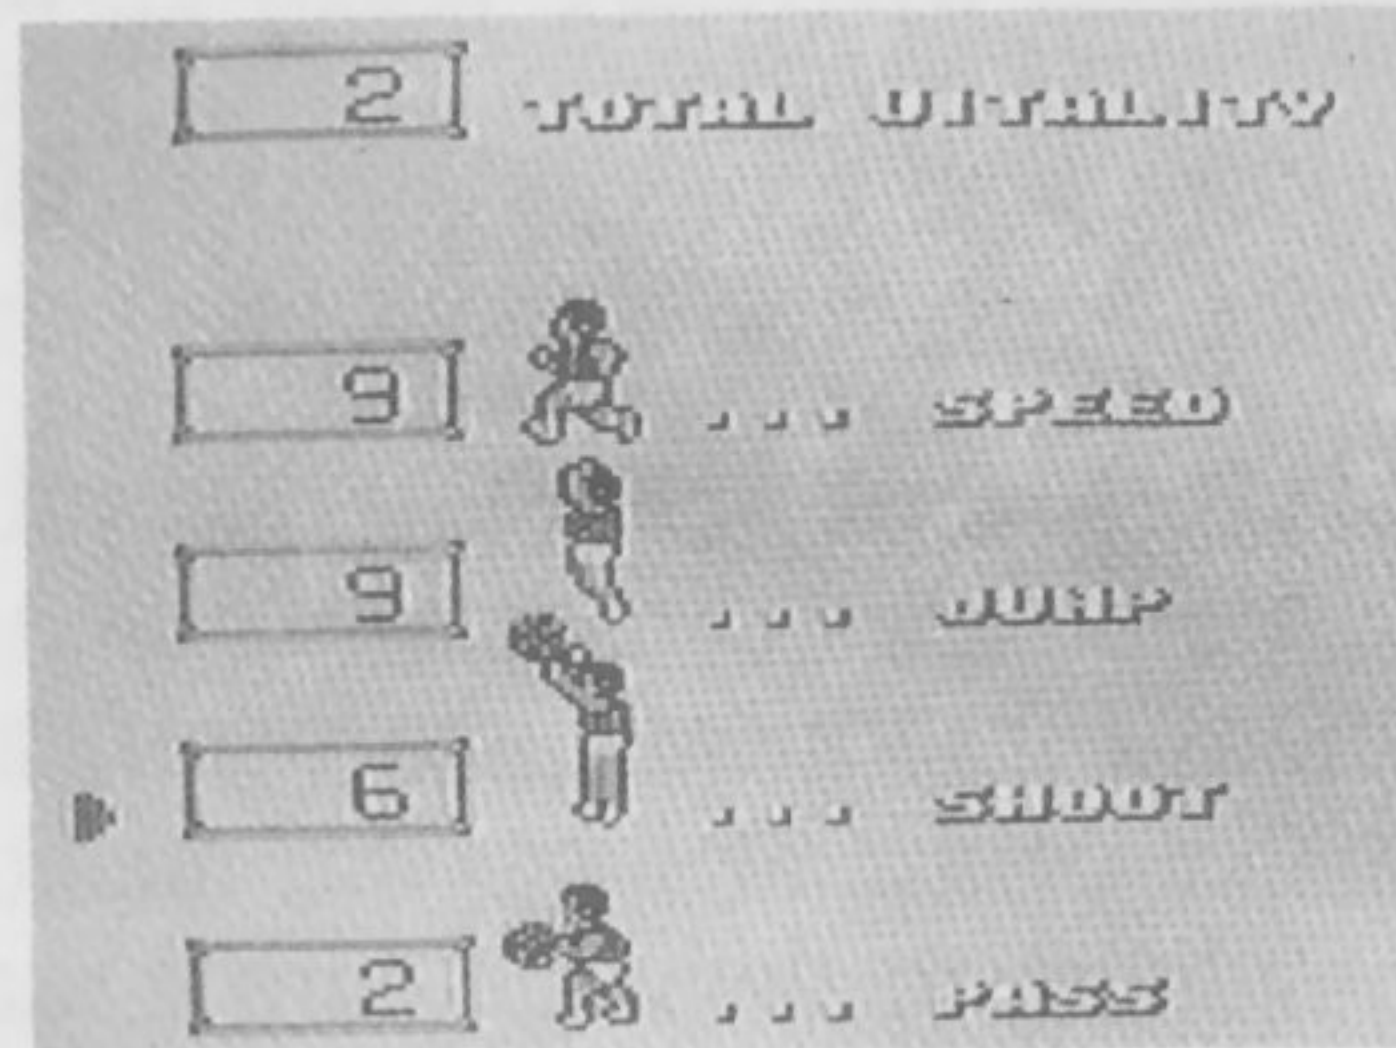 2 TOTAL VITALITY
9 ... SPEED
9 ... JUMP
6 ... SHOOT
2 ... PASS